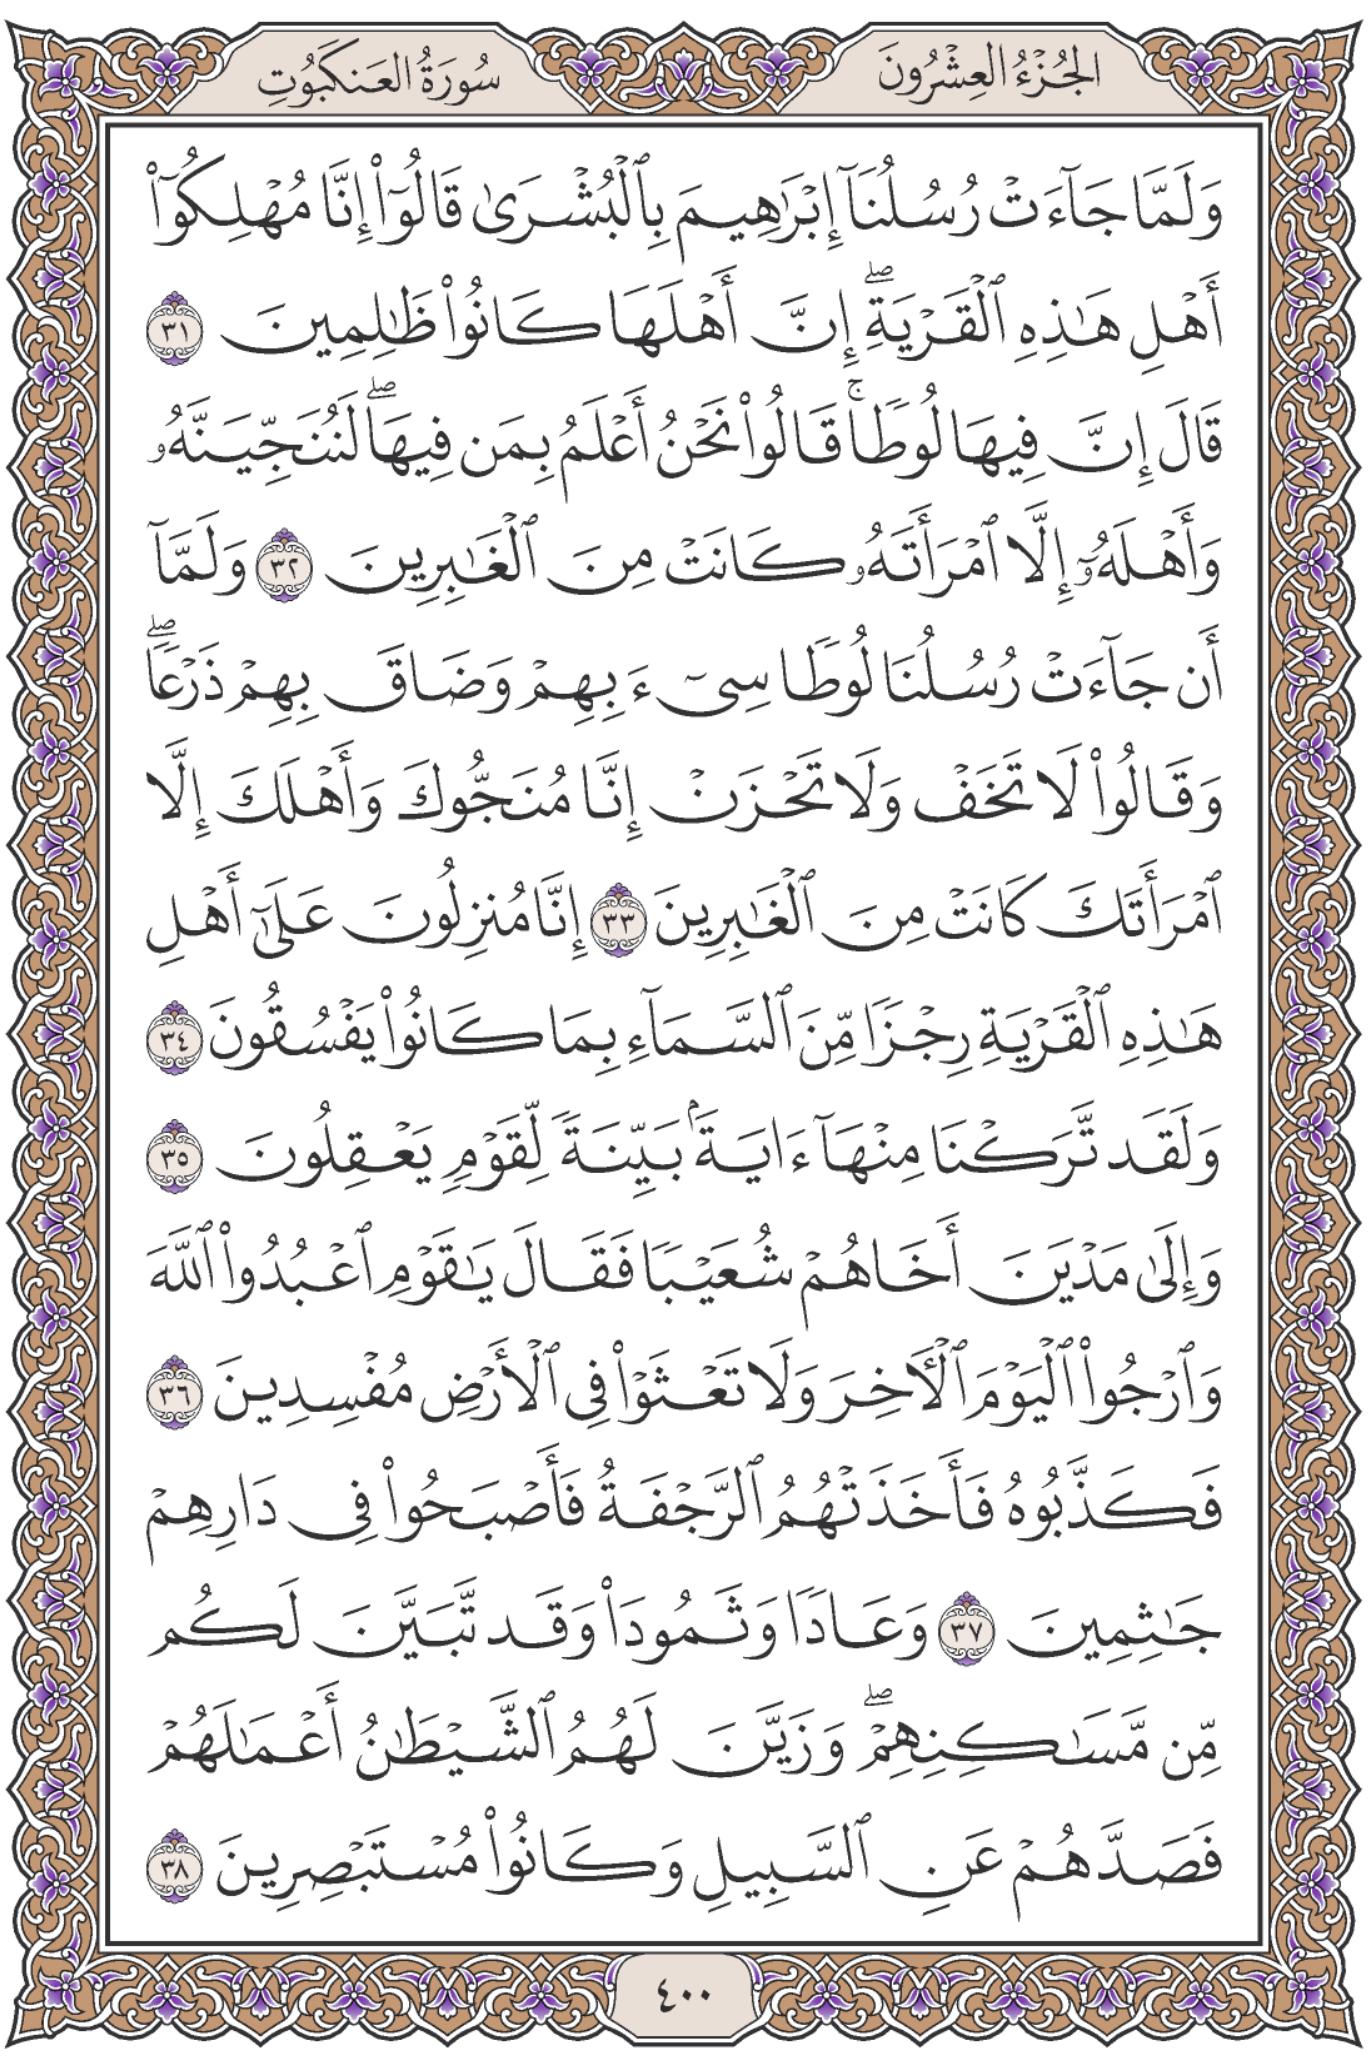 الجُزْءُ العِشْرُونَ
سُورَةُ العَنكَبُوتِ
وَلَمَّا جَآءَتْ رُسُلُنَآ إِبْرَٰهِيمَ بِٱلْبُشْرَىٰ قَالُوٓا۟ إِنَّا مُهْلِكُوٓا۟
أَهْلِ هَٰذِهِ ٱلْقَرْيَةِ ۖ إِنَّ أَهْلَهَا كَانُوا۟ ظَٰلِمِينَ ٣١
قَالَ إِنَّ فِيهَا لُوطًا ۚ قَالُوا۟ نَحْنُ أَعْلَمُ بِمَن فِيهَا ۖ لَنُنَجِّيَنَّهُۥ
وَأَهْلَهُۥٓ إِلَّا ٱمْرَأَتَهُۥ كَانَتْ مِنَ ٱلْغَٰبِرِينَ ٣٢ وَلَمَّآ
أَن جَآءَتْ رُسُلُنَا لُوطًا سِىٓءَ بِهِمْ وَضَاقَ بِهِمْ ذَرْعًا ۖ
وَقَالُوا۟ لَا تَخَفْ وَلَا تَحْزَنْ إِنَّا مُنَجُّوكَ وَأَهْلَكَ إِلَّا
ٱمْرَأَتَكَ كَانَتْ مِنَ ٱلْغَٰبِرِينَ ٣٣ إِنَّا مُنزِلُونَ عَلَىٰٓ أَهْلِ
هَٰذِهِ ٱلْقَرْيَةِ رِجْزًا مِّنَ ٱلسَّمَآءِ بِمَا كَانُوا۟ يَفْسُقُونَ ٣٤
وَلَقَد تَّرَكْنَا مِنْهَآ ءَايَةًۢ بَيِّنَةً لِّقَوْمٍ يَعْقِلُونَ ٣٥
وَإِلَىٰ مَدْيَنَ أَخَاهُمْ شُعَيْبًا فَقَالَ يَٰقَوْمِ ٱعْبُدُوا۟ ٱللَّهَ
وَٱرْجُوا۟ ٱلْيَوْمَ ٱلْءَاخِرَ وَلَا تَعْثَوْا۟ فِى ٱلْأَرْضِ مُفْسِدِينَ ٣٦
فَكَذَّبُوهُ فَأَخَذَتْهُمُ ٱلرَّجْفَةُ فَأَصْبَحُوا۟ فِى دَارِهِمْ
جَٰثِمِينَ ٣٧ وَعَادًا وَثَمُودَا۟ وَقَد تَّبَيَّنَ لَكُم
مِّن مَّسَٰكِنِهِمْ ۖ وَزَيَّنَ لَهُمُ ٱلشَّيْطَٰنُ أَعْمَٰلَهُمْ
فَصَدَّهُمْ عَنِ ٱلسَّبِيلِ وَكَانُوا۟ مُسْتَبْصِرِينَ ٣٨
٤٠٠